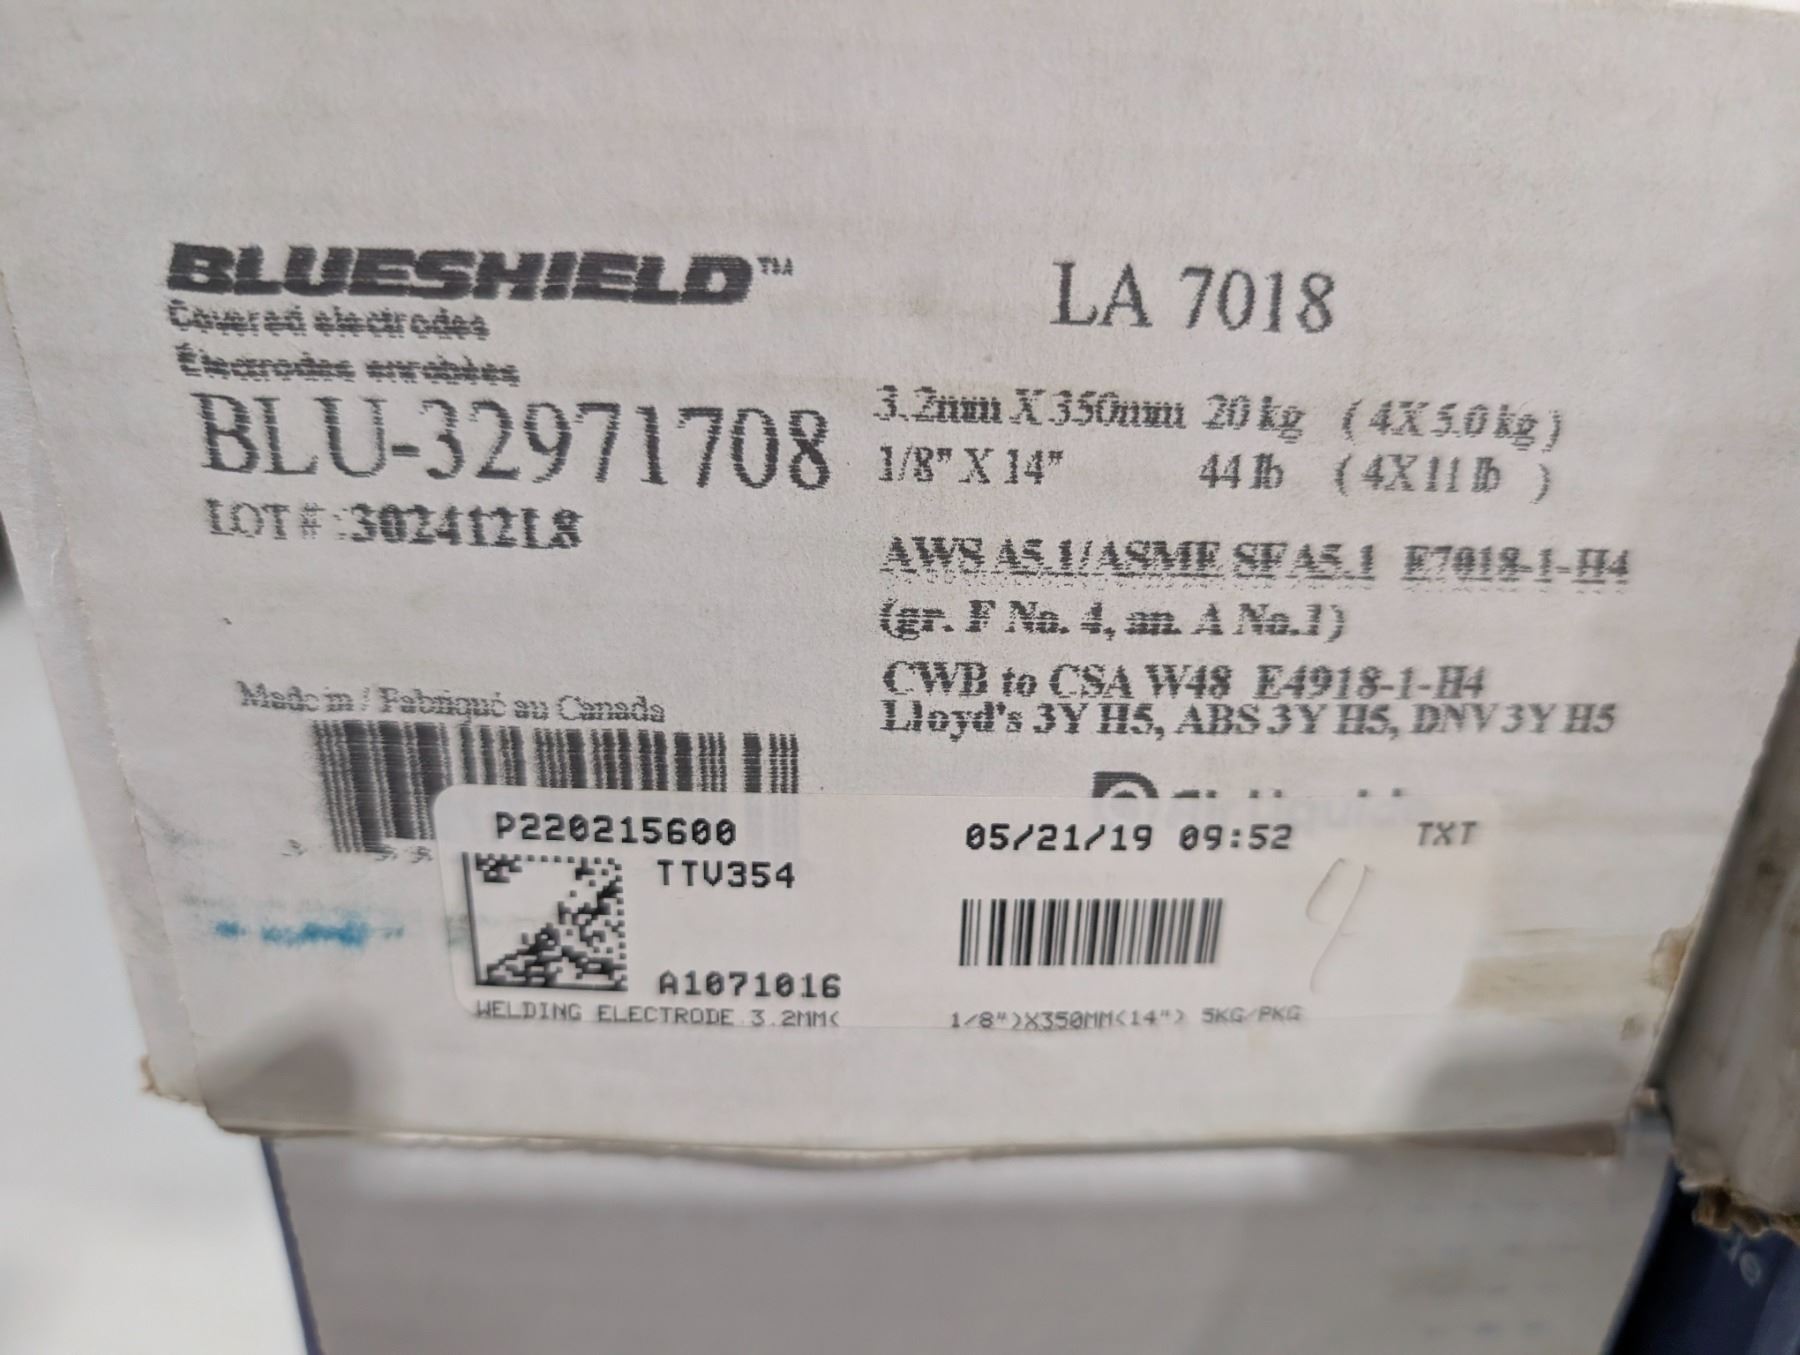 BLUESHIELD™
Covered electrodes
Électrodes enrobées
BLU-32971708
LOT#:302412L8
LA 7018
3.2mm X 350mm 20 kg (4X5.0 kg)
1/8" X 14" 44 lb (4X11 lb )
AWS A5.1/ASME SFA5.1 E7018-1-H4
(gr. F No. 4, an. A No.1)
CWB to CSA W48 E4918-1-H4
Lloyd's 3Y H5, ABS 3Y H5, DNV 3Y H5
Made in / Fabriqué au Canada
P220215600
05/21/19 09:52 TXT
TTV354
4
A1071016
WELDING ELECTRODE 3.2MM( 1/8")X350MM(14") 5KG/PKG